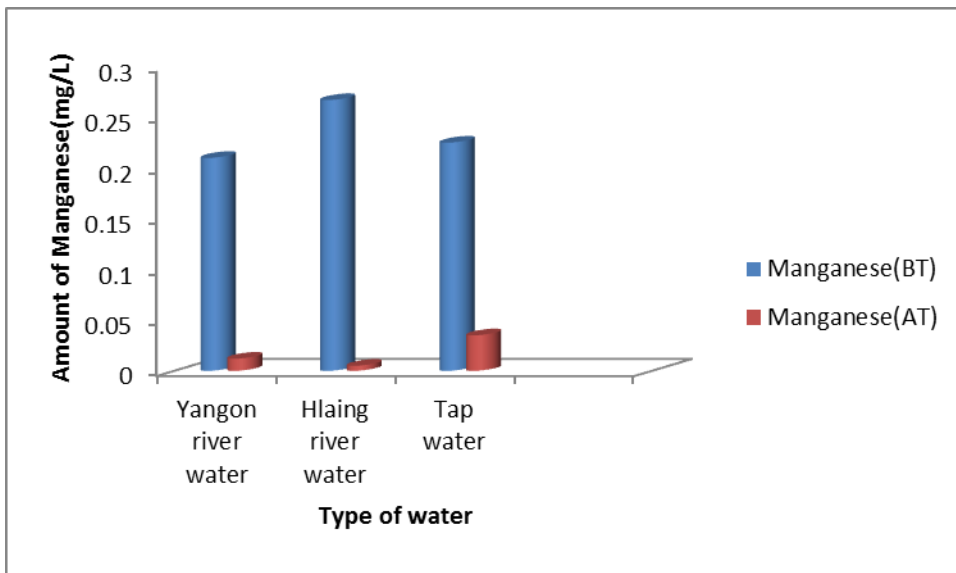 Amount of Manganese(mg/L)
0.3
0.25
0.2
0.15
0.1
0.05
0
Yangon
river
water
Hlaing
river
water
Tap
water
Type of water
Manganese(BT)
Manganese(AT)